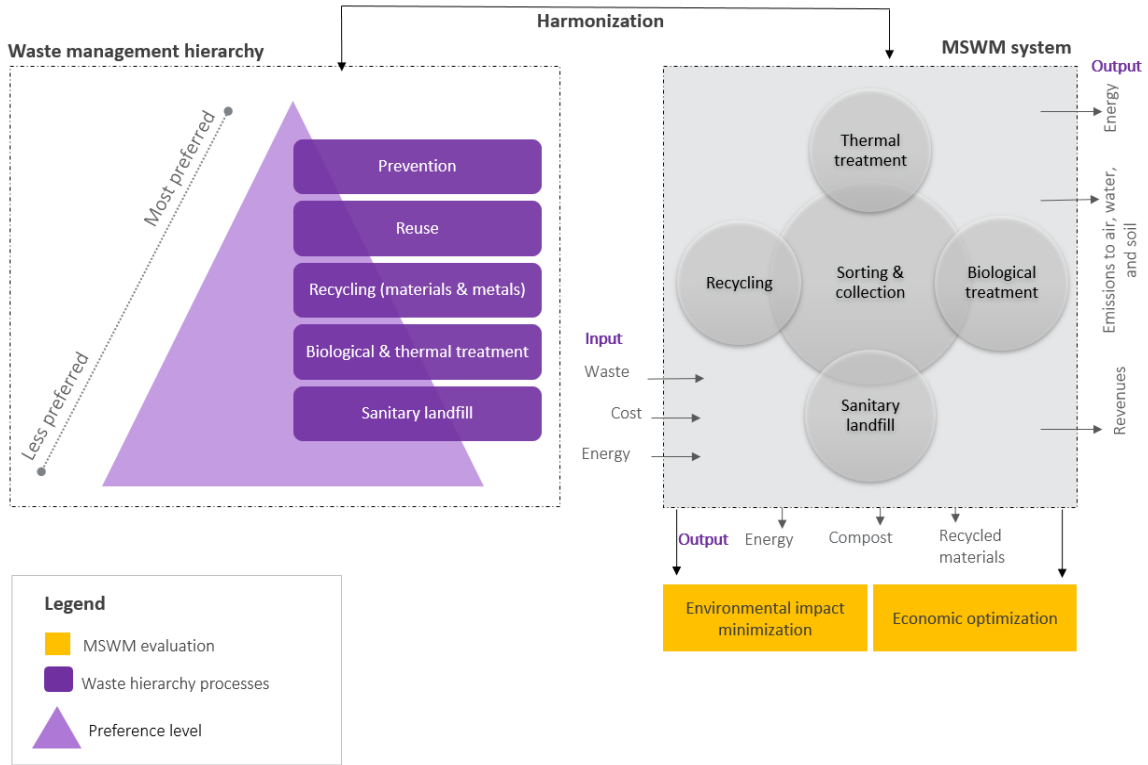 Harmonization
Waste management hierarchy
Most preferred
Less preferred
Prevention
Reuse
Recycling (materials & metals)
Biological & thermal treatment
Sanitary landfill
MSWM system
Input
Waste
Cost
Energy
Thermal
treatment
Recycling
Sorting &
collection
Biological
treatment
Sanitary
landfill
Output
Energy
Emissions to air, water,
and soil
Revenues
Output
Energy
Compost
Recycled
materials
Environmental impact
minimization
Economic optimization
Legend
MSWM evaluation
Waste hierarchy processes
Preference level